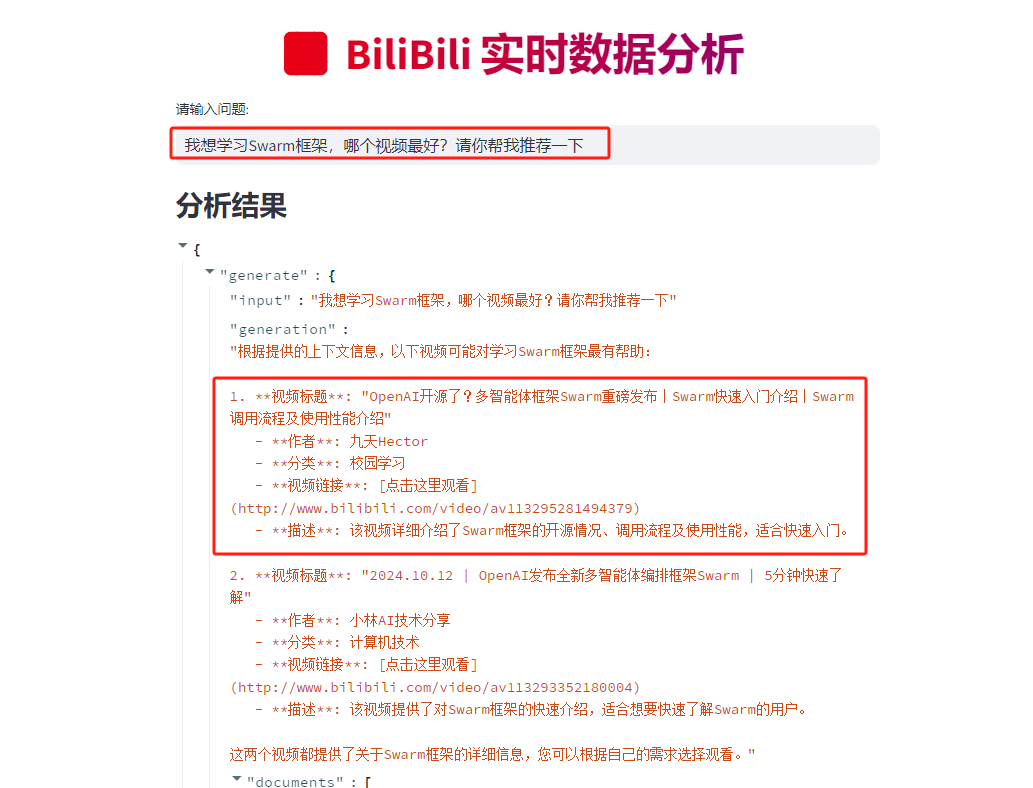 BiliBili 实时数据分析
请输入问题:
我想学习Swarm框架，哪个视频最好？请你帮我推荐一下
分析结果
{
"generate" : {
"input" : "我想学习Swarm框架，哪个视频最好？请你帮我推荐一下"
"generation" :
"根据提供的上下文信息，以下视频可能对学习Swarm框架最有帮助：
1. **视频标题**: "OpenAI开源了？多智能体框架Swarm重磅发布丨Swarm快速入门介绍丨Swarm
调用流程及使用性能介绍"
- **作者**: 九天Hector
- **分类**: 校园学习
- **视频链接**: [点击这里观看]
(http://www.bilibili.com/video/av113295281494379)
- **描述**: 该视频详细介绍了Swarm框架的开源情况、调用流程及使用性能，适合快速入门。
2. **视频标题**: "2024.10.12 | OpenAI发布全新多智能体编排框架Swarm | 5分钟快速了
解"
- **作者**: 小林AI技术分享
- **分类**: 计算机技术
- **视频链接**: [点击这里观看]
(http://www.bilibili.com/video/av113293352180004)
- **描述**: 该视频提供了对Swarm框架的快速介绍，适合想要快速了解Swarm的用户。
这两个视频都提供了关于Swarm框架的详细信息，您可以根据自己的需求选择观看。"
"documents" : [